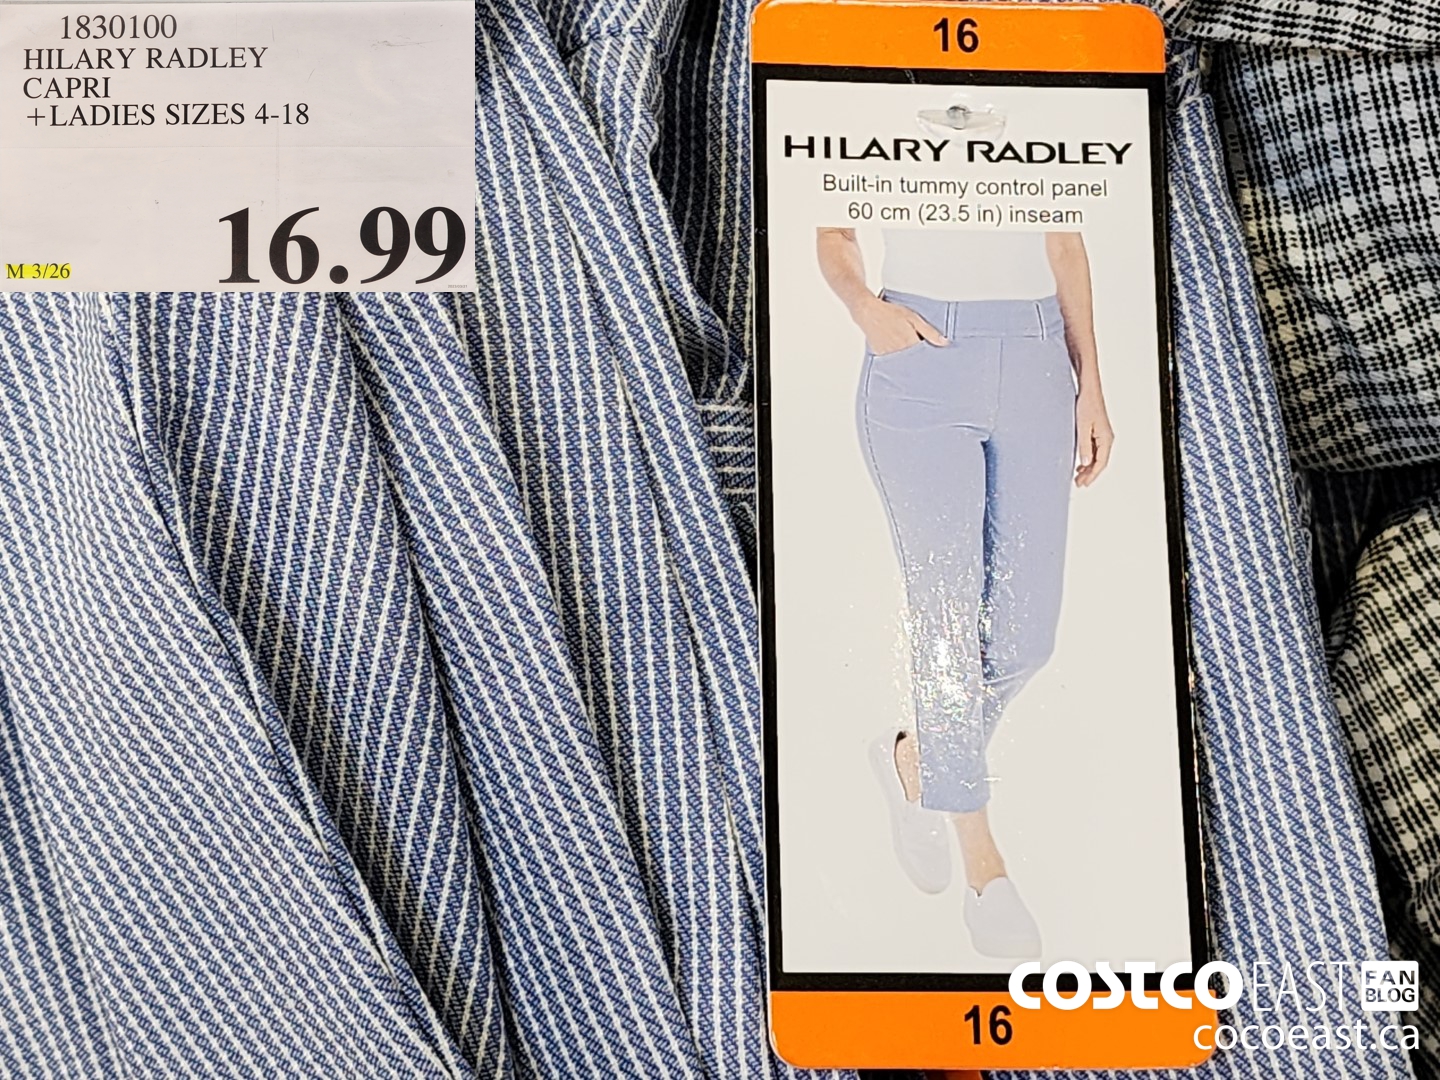 1830100
HILARY RADLEY
CAPRI
+LADIES SIZES 4-18
16.99
M 3/26
16
HILARY RADLEY
Built-in tummy control panel
60 cm (23.5 in) inseam
16
COSTCO EAST FAN BLOG
cocoeast.ca